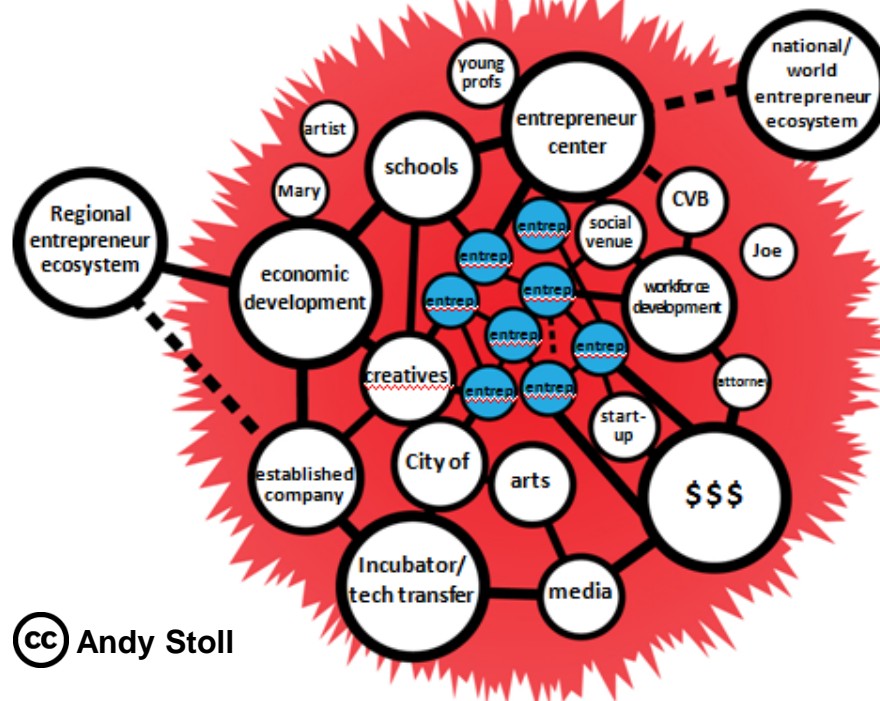 young
profs
national/
world
entrepreneur
ecosystem
entrepreneur
center
artist
schools
Mary
CVB
Regional
entrepreneur
ecosystem
entrep.
social
venue
Joe
entrep.
economic
development
entrep.
entrep.
workforce
development
entrep.
entrep.
creatives
attorney
entrep.
entrep.
start-
up
City of
arts
established
company
$$$
Incubator/
tech transfer
media
cc Andy Stoll